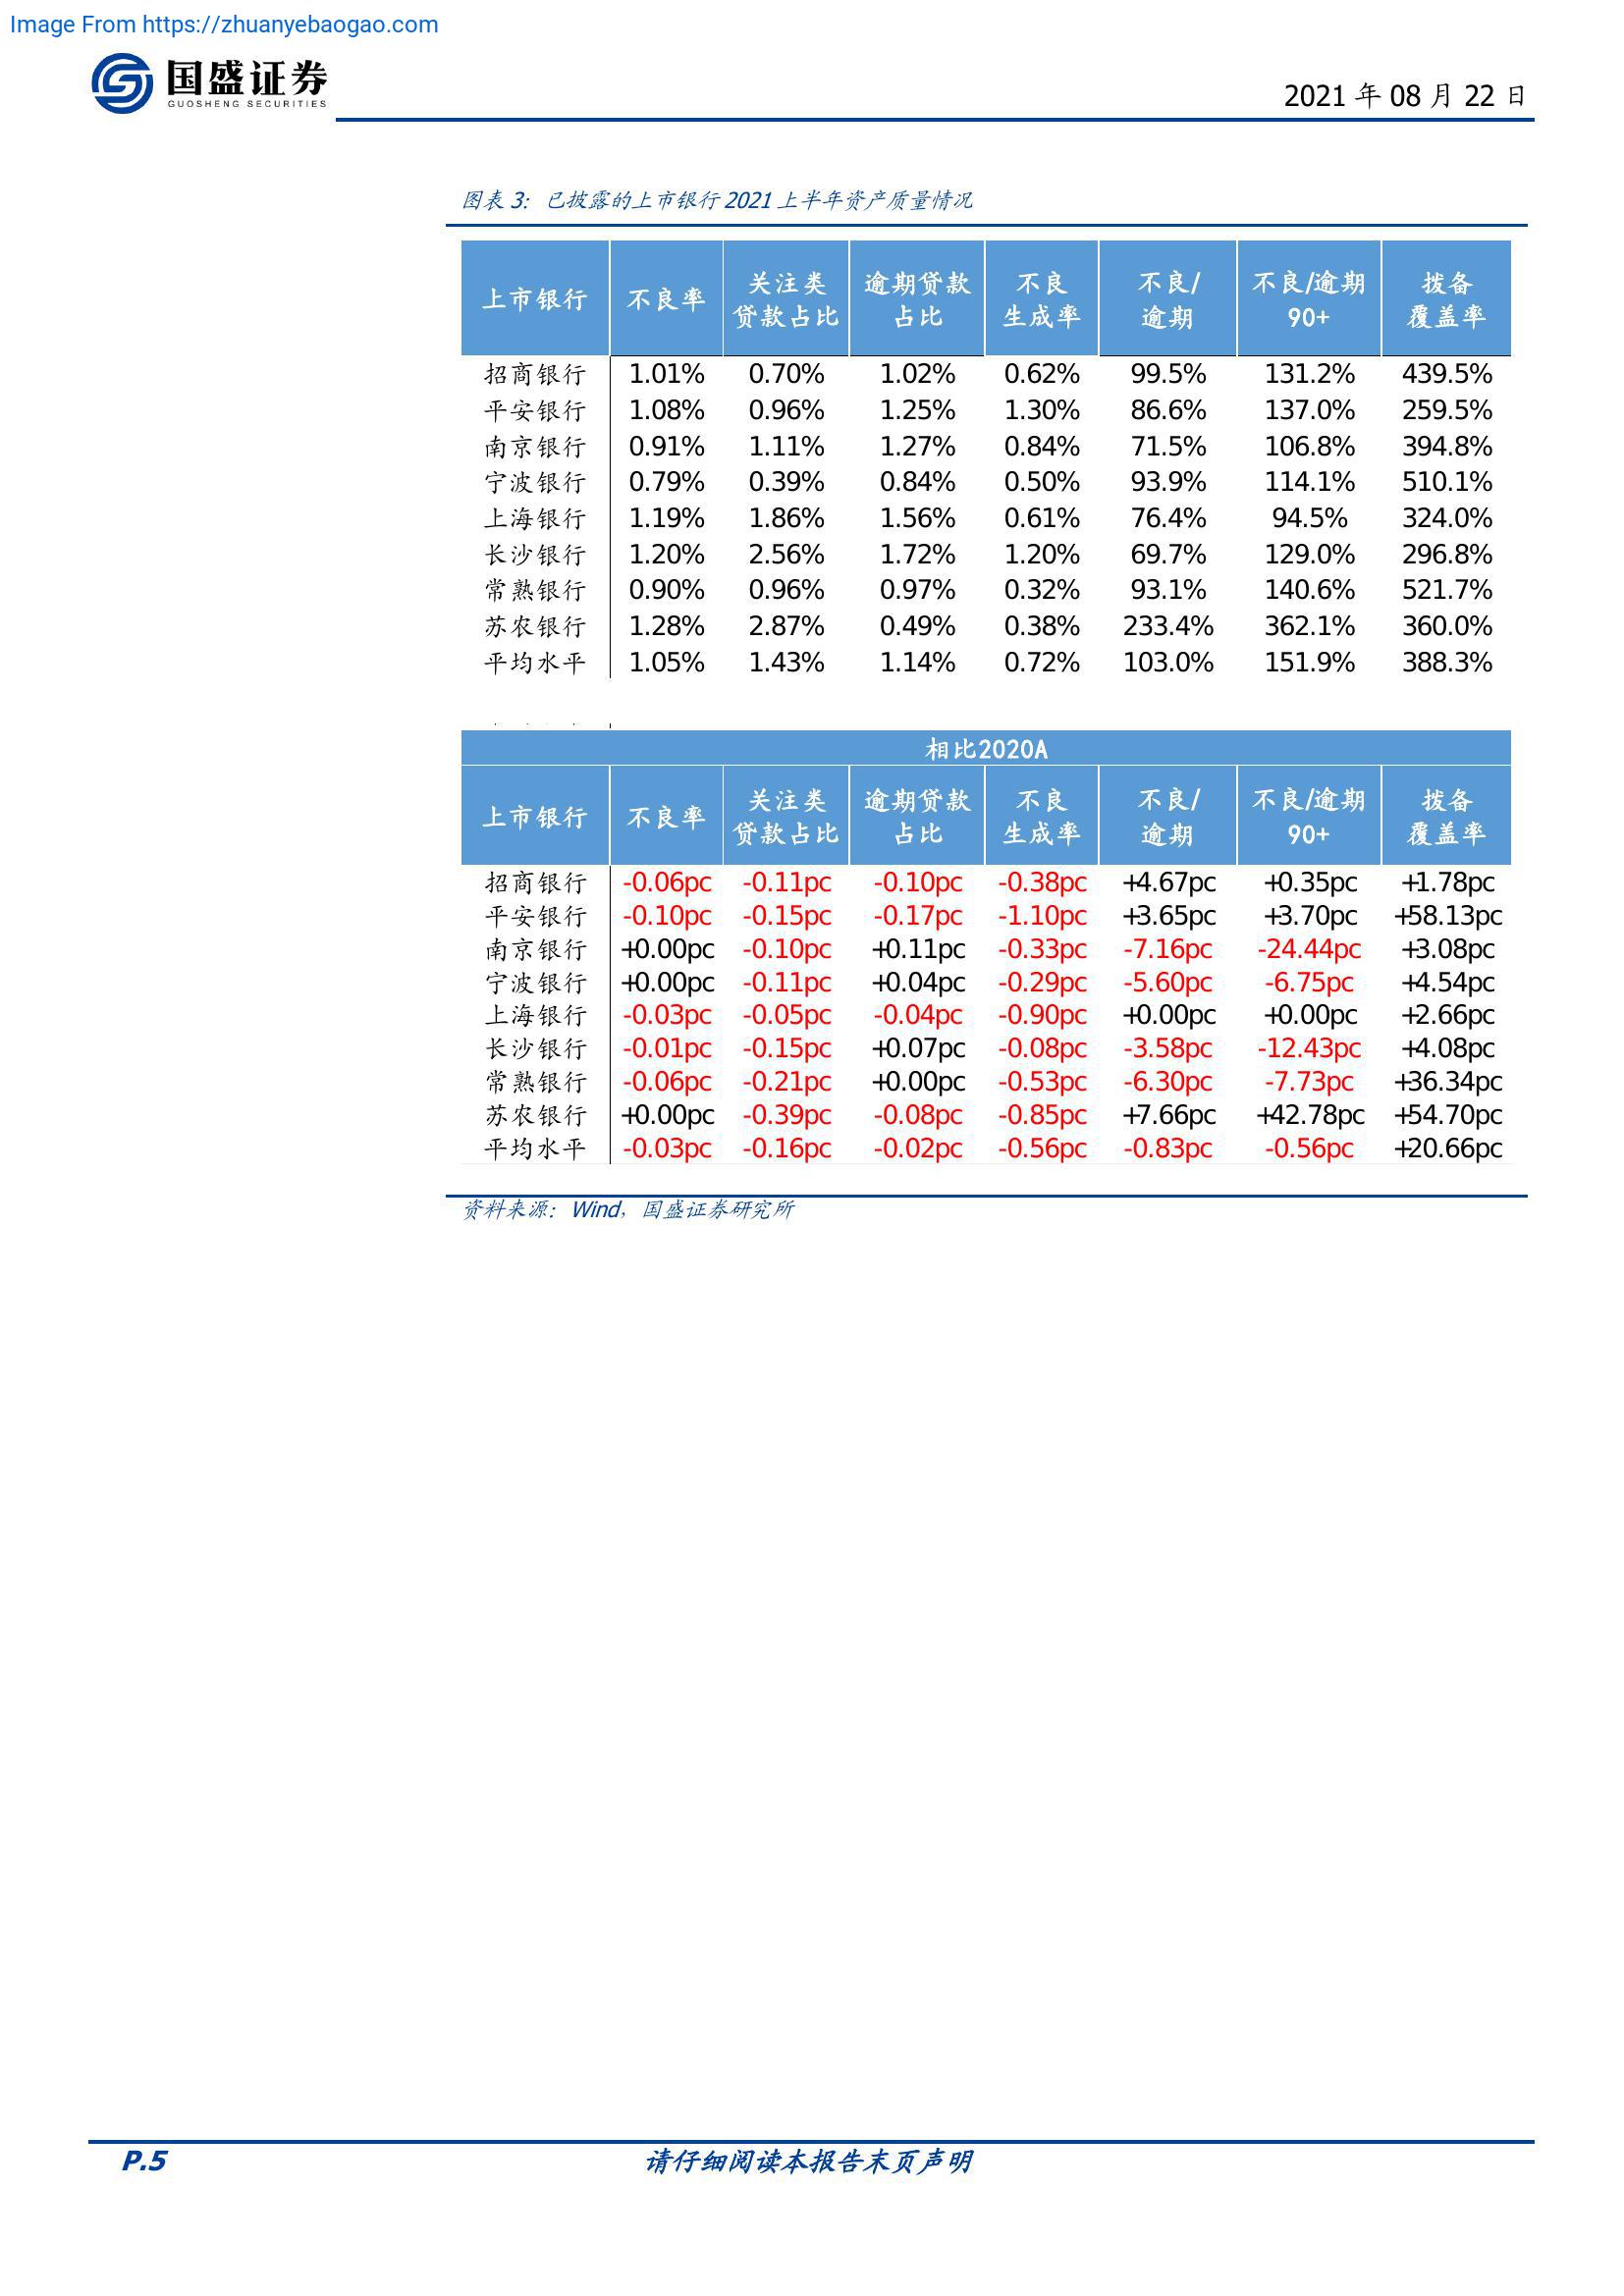 Image From https://zhuanyebaogao.com
国盛证券
GUOSHENG SECURITIES
2021 年 08 月 22 日
图表 3：已披露的上市银行 2021 上半年资产质量情况
上市银行 不良率 关注类贷款占比 逾期贷款占比 不良生成率 不良/逾期 不良/逾期90+ 拨备覆盖率
招商银行 1.01% 0.70% 1.02% 0.62% 99.5% 131.2% 439.5%
平安银行 1.08% 0.96% 1.25% 1.30% 86.6% 137.0% 259.5%
南京银行 0.91% 1.11% 1.27% 0.84% 71.5% 106.8% 394.8%
宁波银行 0.79% 0.39% 0.84% 0.50% 93.9% 114.1% 510.1%
上海银行 1.19% 1.86% 1.56% 0.61% 76.4% 94.5% 324.0%
长沙银行 1.20% 2.56% 1.72% 1.20% 69.7% 129.0% 296.8%
常熟银行 0.90% 0.96% 0.97% 0.32% 93.1% 140.6% 521.7%
苏农银行 1.28% 2.87% 0.49% 0.38% 233.4% 362.1% 360.0%
平均水平 1.05% 1.43% 1.14% 0.72% 103.0% 151.9% 388.3%
相比2020A
上市银行 不良率 关注类贷款占比 逾期贷款占比 不良生成率 不良/逾期 不良/逾期90+ 拨备覆盖率
招商银行 -0.06pc -0.11pc -0.10pc -0.38pc +4.67pc +0.35pc +1.78pc
平安银行 -0.10pc -0.15pc -0.17pc -1.10pc +3.65pc +3.70pc +58.13pc
南京银行 +0.00pc -0.10pc +0.11pc -0.33pc -7.16pc -24.44pc +3.08pc
宁波银行 +0.00pc -0.11pc +0.04pc -0.29pc -5.60pc -6.75pc +4.54pc
上海银行 -0.03pc -0.05pc -0.04pc -0.90pc +0.00pc +0.00pc +2.66pc
长沙银行 -0.01pc -0.15pc +0.07pc -0.08pc -3.58pc -12.43pc +4.08pc
常熟银行 -0.06pc -0.21pc +0.00pc -0.53pc -6.30pc -7.73pc +36.34pc
苏农银行 +0.00pc -0.39pc -0.08pc -0.85pc +7.66pc +42.78pc +54.70pc
平均水平 -0.03pc -0.16pc -0.02pc -0.56pc -0.83pc -0.56pc +20.66pc
资料来源：Wind，国盛证券研究所
P.5 请仔细阅读本报告末页声明